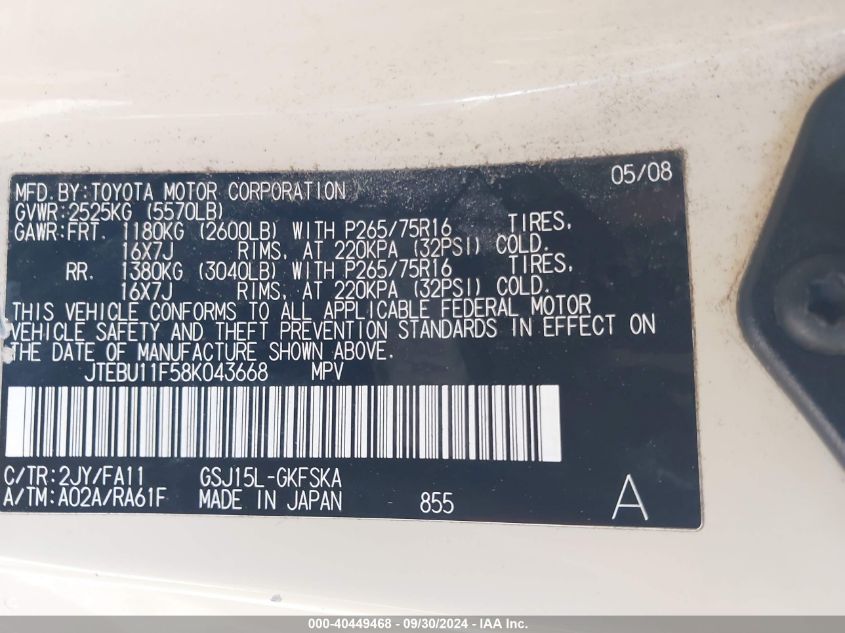 05/08
MFD. BY: TOYOTA MOTOR CORPORATION
GVWR: 2525KG (5570LB)
GAWR: FRT. 1180KG (2600LB) WITH P265/75R16 TIRES,
16X7J RIMS, AT 220KPA (32PSI) COLD.
RR. 1380KG (3040LB) WITH P265/75R16 TIRES,
16X7J RIMS, AT 220KPA (32PSI) COLD.
THIS VEHICLE CONFORMS TO ALL APPLICABLE FEDERAL MOTOR
VEHICLE SAFETY AND THEFT PREVENTION STANDARDS IN EFFECT ON
THE DATE OF MANUFACTURE SHOWN ABOVE.
JTEBU11F58K043668 MPV
C/TR: 2JY/FA11 GSJ15L-GKFSKA
A/TM: A02A/RA61F MADE IN JAPAN 855 A
000-40449468 - 09/30/2024 - IAA Inc.